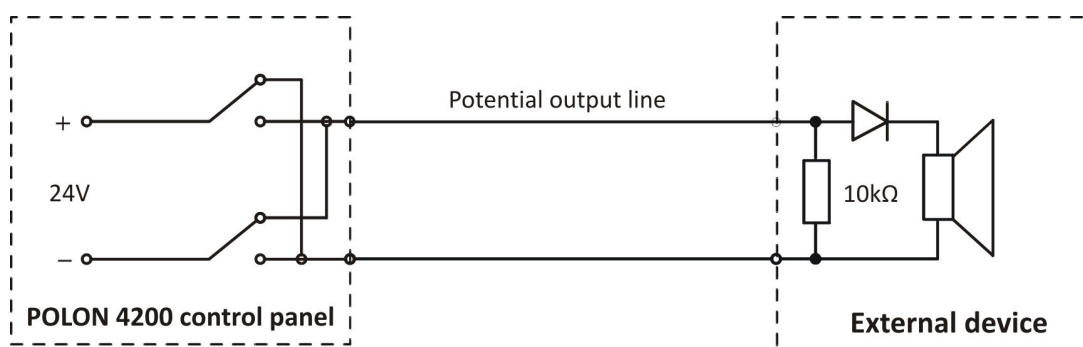 Potential output line
+
24V
10kΩ
–
POLON 4200 control panel
External device